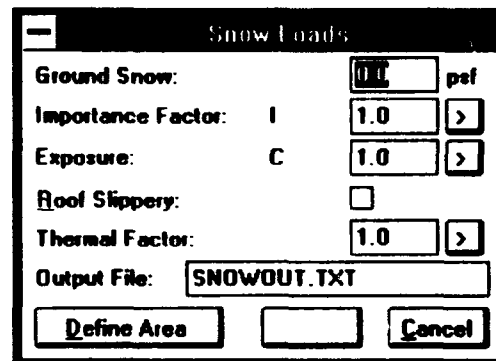 Snow Loads
Ground Snow: psf
Importance Factor: I 1.0 >
Exposure: C 1.0 >
Roof Slippery:
Thermal Factor: 1.0 >
Output File: SNOWOUT.TXT
Define Area Cancel